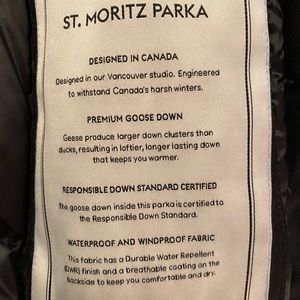 ST. MORITZ PARKA
DESIGNED IN CANADA
Designed in our Vancouver studio. Engineered
to withstand Canada's harsh winters.
PREMIUM GOOSE DOWN
Geese produce larger down clusters than
ducks, resulting in loftier, longer lasting down
that keeps you warmer.
RESPONSIBLE DOWN STANDARD CERTIFIED
The goose down inside this parka is certified to
the Responsible Down Standard.
WATERPROOF AND WINDPROOF FABRIC
This fabric has a Durable Water Repellent
(DWR) finish and a breathable coating on the
backside to keep you comfortable and dry.